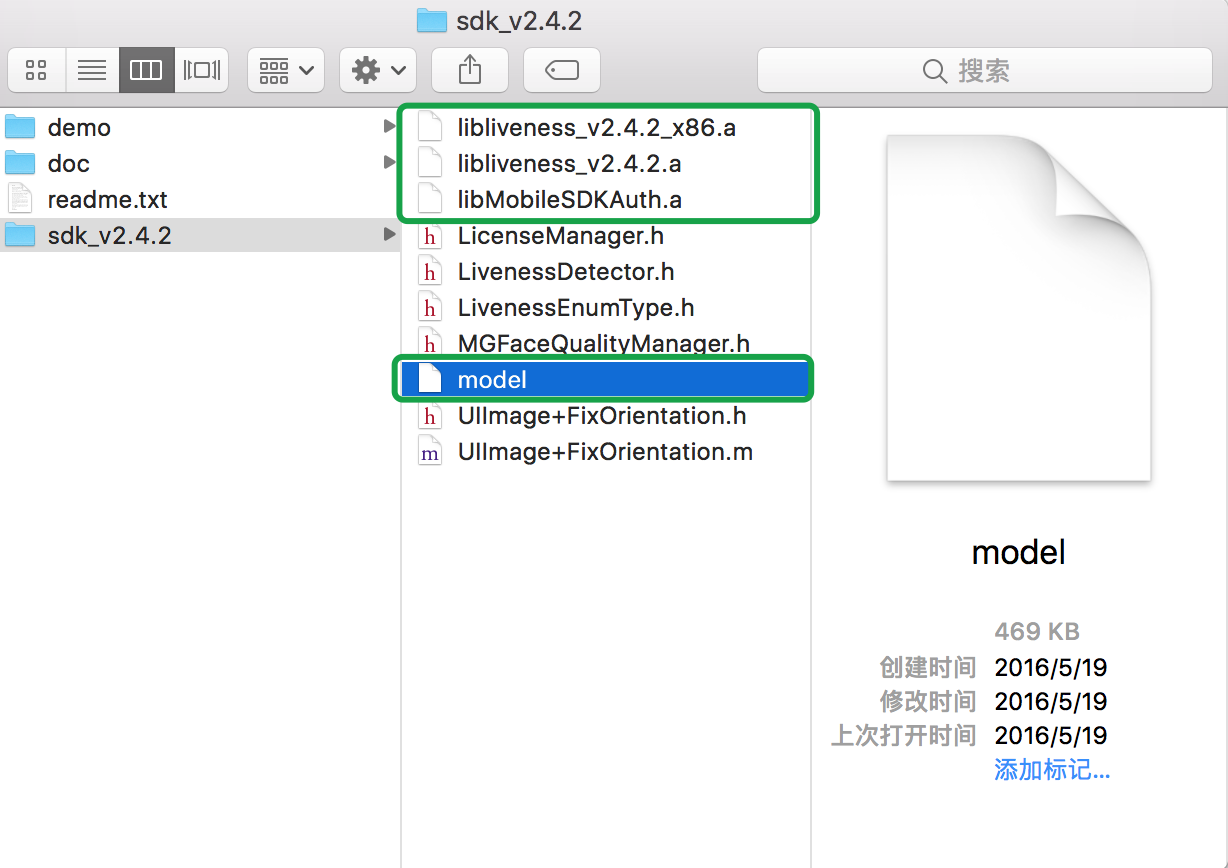 sdk_v2.4.2
搜索
demo
doc
readme.txt
sdk_v2.4.2
libliveness_v2.4.2_x86.a
libliveness_v2.4.2.a
libMobileSDKAuth.a
h LicenseManager.h
h LivenessDetector.h
h LivenessEnumType.h
h MGFaceQualityManager.h
model
h UIImage+FixOrientation.h
m UIImage+FixOrientation.m
model
469 KB
创建时间 2016/5/19
修改时间 2016/5/19
上次打开时间 2016/5/19
添加标记...